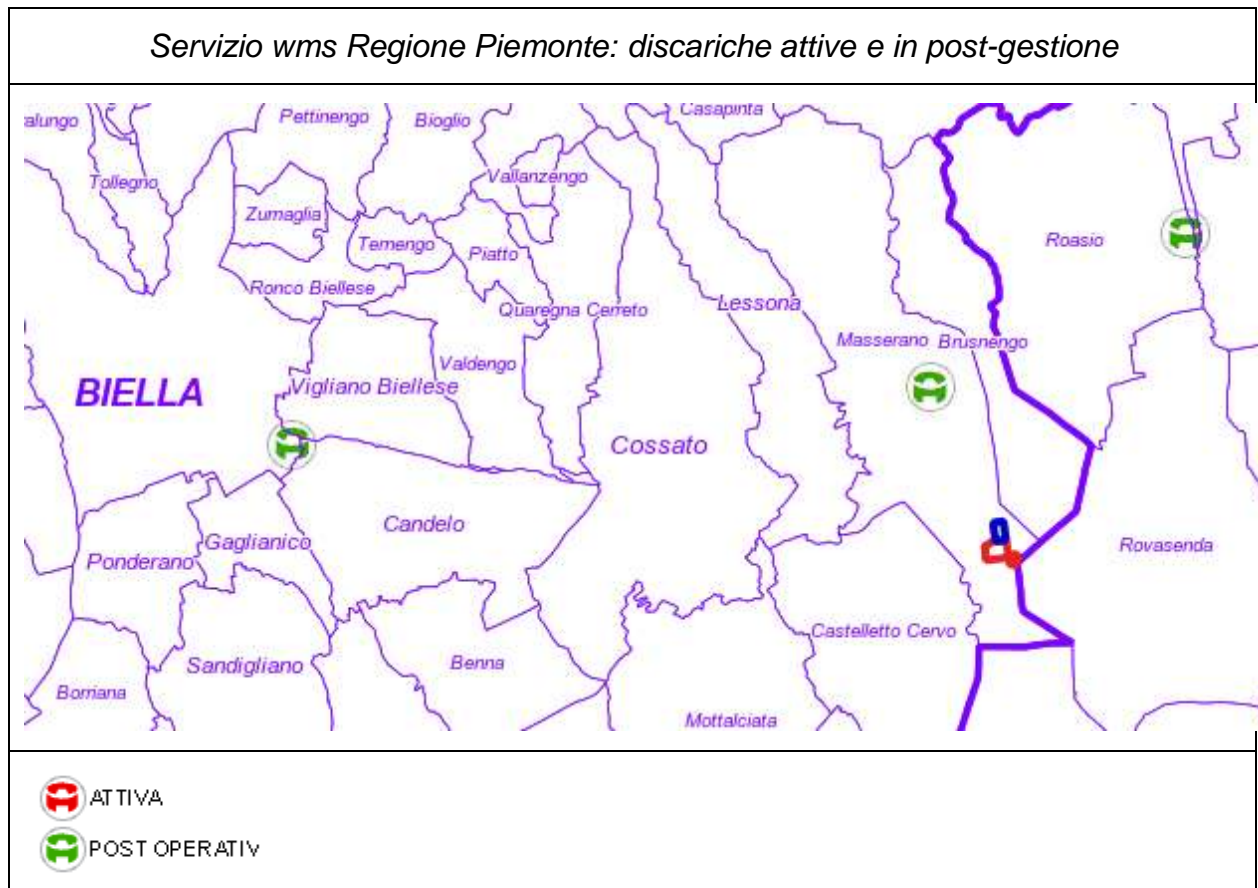 Servizio wms Regione Piemonte: discariche attive e in post-gestione
Casapinta
alungo
Pettinengo
Bioglio
Tollegno
Vallanzengo
Zumaglia
Temengo
Piatto
Roasio
Ronco Biellese
Quaregna Cerreto
Lessona
Masserano
Brusnengo
Valdengo
BIELLA
Vigliano Biellese
Cossato
Candelo
Gaglianico
Ponderano
Rovasenda
Castelletto Cervo
Sandigliano
Benna
Borriana
Mottalciata
ATTIVA
POST OPERATIV